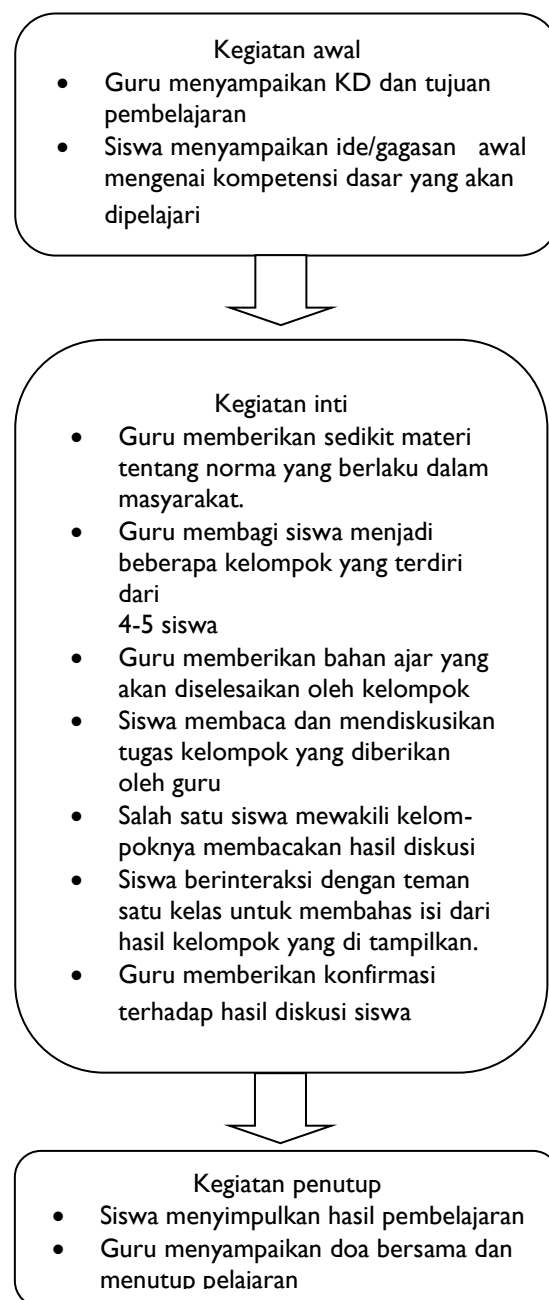 Kegiatan awal
• Guru menyampaikan KD dan tujuan
pembelajaran
• Siswa menyampaikan ide/gagasan awal
mengenai kompetensi dasar yang akan
dipelajari
Kegiatan inti
• Guru memberikan sedikit materi
tentang norma yang berlaku dalam
masyarakat.
• Guru membagi siswa menjadi
beberapa kelompok yang terdiri
dari
4-5 siswa
• Guru memberikan bahan ajar yang
akan diselesaikan oleh kelompok
• Siswa membaca dan mendiskusikan
tugas kelompok yang diberikan
oleh guru
• Salah satu siswa mewakili kelom-
poknya membacakan hasil diskusi
• Siswa berinteraksi dengan teman
satu kelas untuk membahas isi dari
hasil kelompok yang di tampilkan.
• Guru memberikan konfirmasi
terhadap hasil diskusi siswa
Kegiatan penutup
• Siswa menyimpulkan hasil pembelajaran
• Guru menyampaikan doa bersama dan
menutup pelajaran